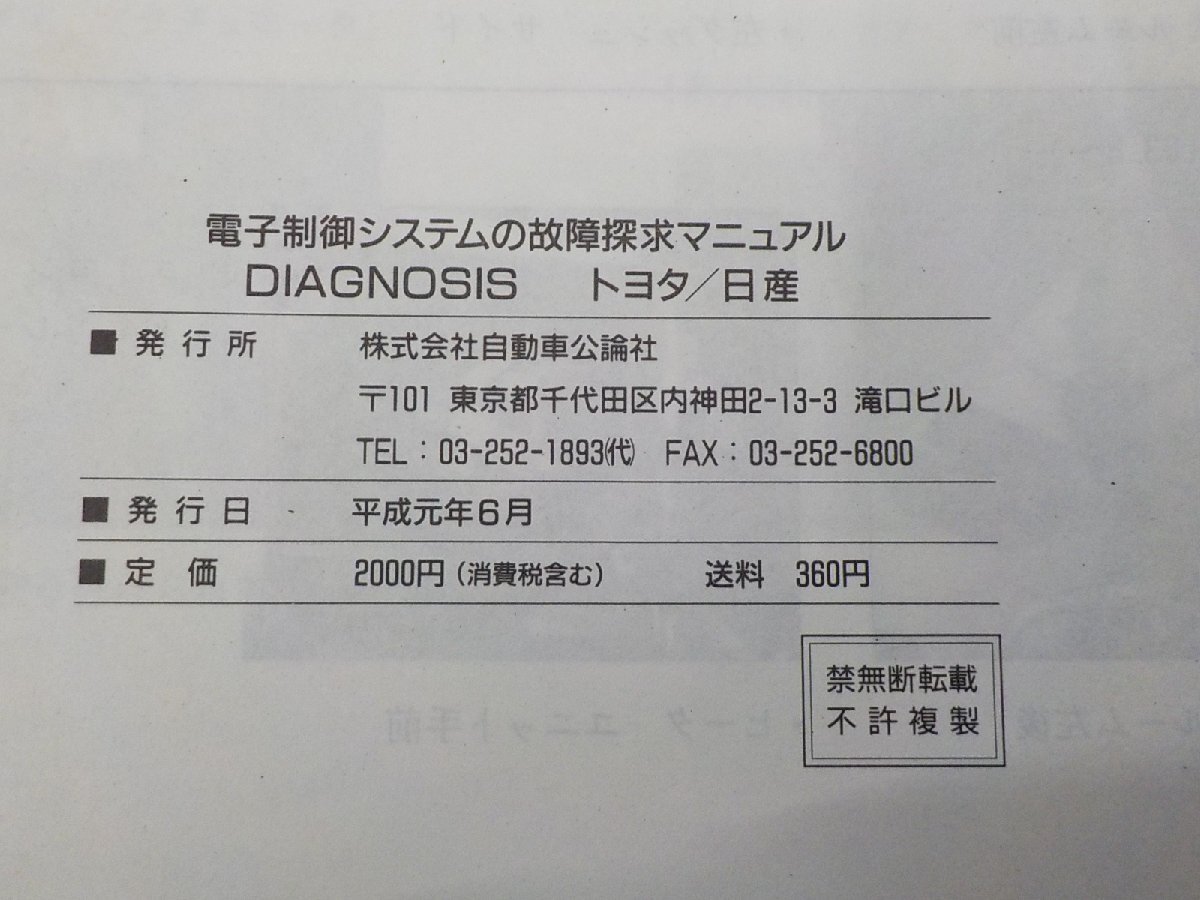 電子制御システムの故障探求マニュアル
DIAGNOSIS トヨタ／日産
■ 発行所 株式会社自動車公論社
〒101 東京都千代田区内神田2-13-3 滝口ビル
TEL：03-252-1893㈹ FAX：03-252-6800
■ 発行日 平成元年6月
■ 定価 2000円（消費税含む） 送料 360円
禁無断転載
不許複製